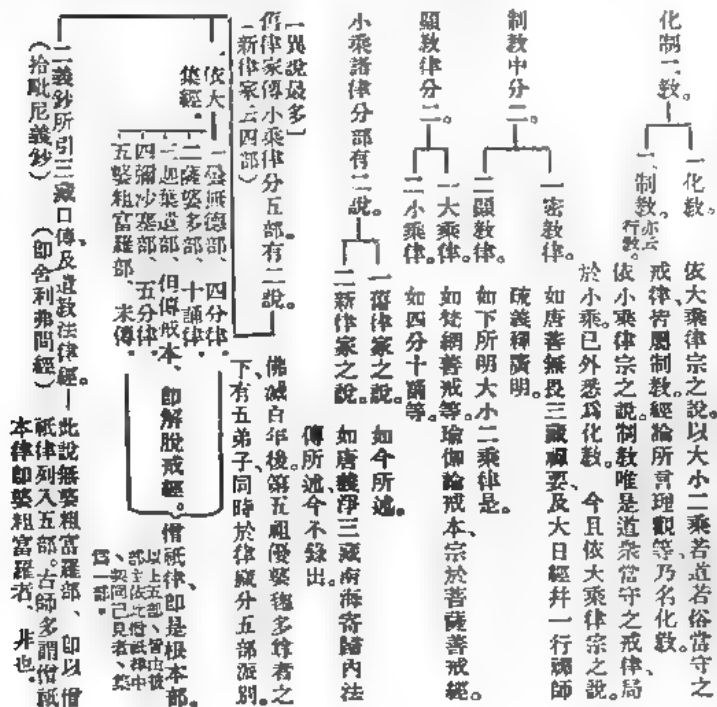 化制二教。
一化教。
二制教。亦云行教。
依大乘律宗之說以大小二乘若道若俗當守之
戒律、皆屬制教。經論所言理觀等、乃名化教。
依小乘律宗之說、制教唯是道衆當守之戒律、局
於小乘、已外悉爲化教。 今且依大乘律宗之說。
制教中分二。
一密教律。
如唐善無畏三藏禪要、及大日經幷一行禪師
疏義釋廣明。
二顯教律。
如下所明大小二乘律是。
顯教律分二。
一大乘律。
如梵網善戒等、瑜伽論戒本、宗於菩薩善戒經。
二小乘律。
如四分十誦等。
小乘諸律分部有二說。
一舊律家之說。
如今所述。
二新律家之說。
如唐義淨三藏南海寄歸內法
傳所述、今不錄出。
[異說最多]
舊律家傳小乘律分五部有二說。
(新律家云四部)
佛滅百年後、第五祖優婆毱多尊者之
下、有五弟子、同時於律藏分五部派別。
一依大集經。
一曇無德部、四分律。
二薩婆多部、十誦律。
三迦葉遺部、但傳戒本、卽解脫戒經。
四彌沙塞部、五分律。
五婆粗富羅部、未傳。
僧祇律卽是根本部。
以上五部、皆由彼
部主依此僧祇律中
、契同己見者、集
爲一部。
二義鈔所引三藏口傳、及遺教法律經。
(拾毗尼義鈔) (卽舍利弗問經)
此說無婆粗富羅部、卽以僧
祇律列入五部。古師多謂僧祇
本律卽婆粗富羅者、非也。